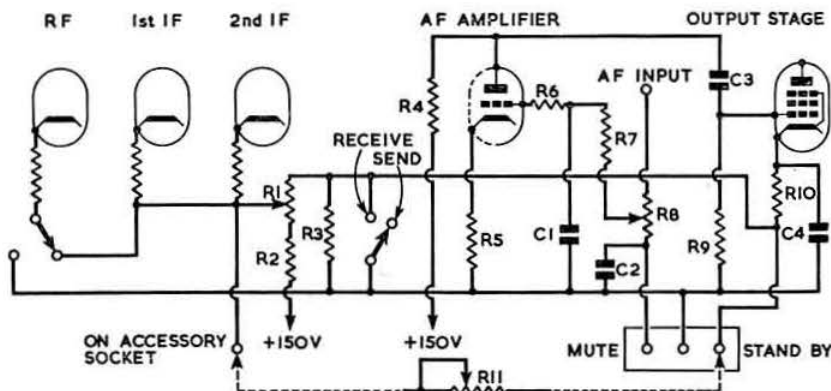 RF 1st IF 2nd IF AF AMPLIFIER OUTPUT STAGE
R4 R6 AF INPUT C3
RECEIVE
SEND
R7
R1 R8 R10
R3 R5 C1 R9 C4
R2 C2
ON ACCESSORY
SOCKET
+150V +150V MUTE STAND BY
R11